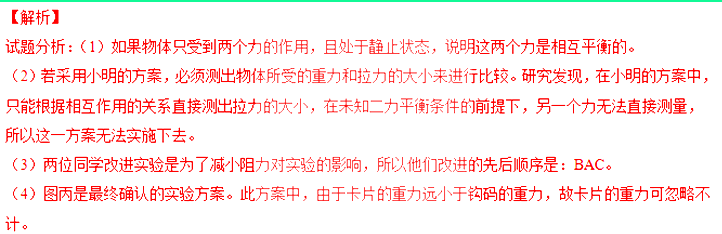 【解析】
试题分析：（1）如果物体只受到两个力的作用，且处于静止状态，说明这两个力是相互平衡的。
（2）若采用小明的方案，必须测出物体所受的重力和拉力的大小来进行比较。研究发现，在小明的方案中，
只能根据相互作用的关系直接测出拉力的大小，在未知二力平衡条件的前提下，另一个力无法直接测量，
所以这一方案无法实施下去。
（3）两位同学改进实验是为了减小阻力对实验的影响，所以他们改进的先后顺序是：BAC。
（4）图丙是最终确认的实验方案。此方案中，由于卡片的重力远小于钩码的重力，故卡片的重力可忽略不
计。